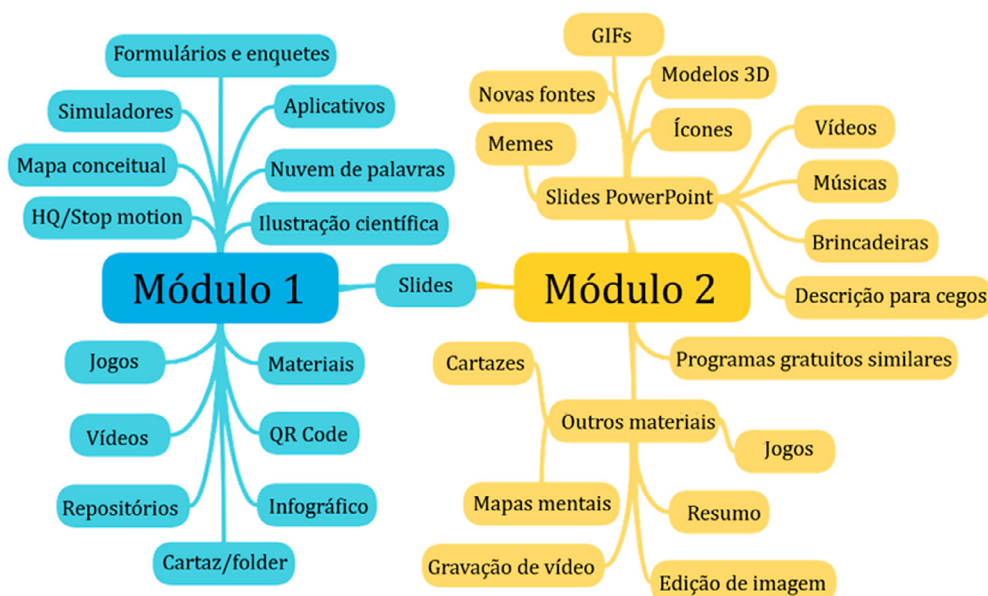 GIFs
Formulários e enquetes
Modelos 3D
Novas fontes
Simuladores
Aplicativos
Ícones
Vídeos
Memes
Mapa conceitual
Nuvem de palavras
Músicas
Slides PowerPoint
HQ/Stop motion
Ilustração científica
Brincadeiras
Módulo 1
Slides
Módulo 2
Descrição para cegos
Jogos
Materiais
Cartazes
Programas gratuitos similares
Outros materiais
Vídeos
QR Code
Jogos
Repositórios
Infográfico
Mapas mentais
Resumo
Cartaz/folder
Gravação de vídeo
Edição de imagem